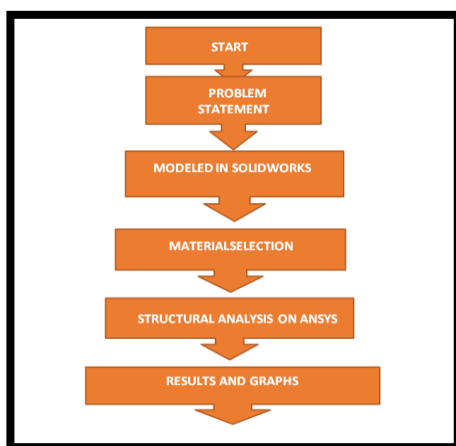 START
PROBLEM
STATEMENT
MODELED IN SOLIDWORKS
MATERIALSELECTION
STRUCTURAL ANALYSIS ON ANSYS
RESULTS AND GRAPHS